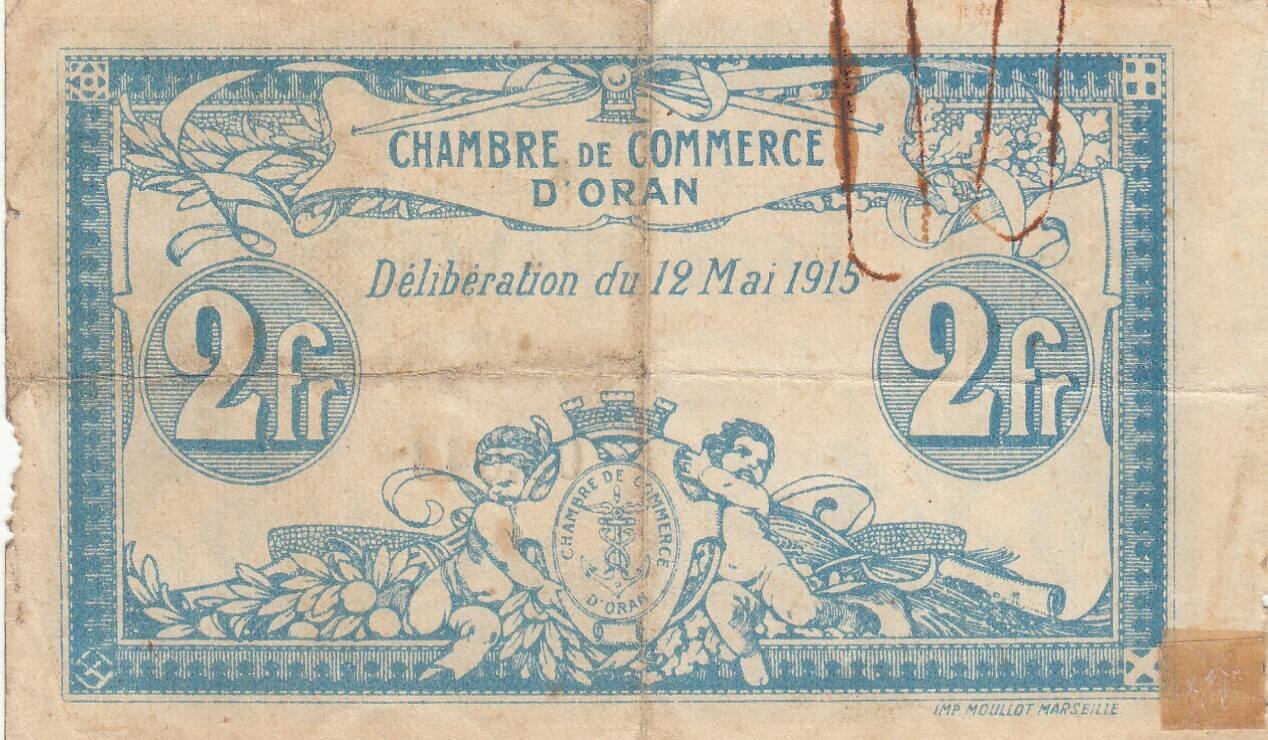 CHAMBRE DE COMMERCE
D'ORAN
Délibération du 12 Mai 1915
2fr
2fr
CHAMBRE DE COMMERCE
D'ORAN
IMP. MOULLOT MARSEILLE